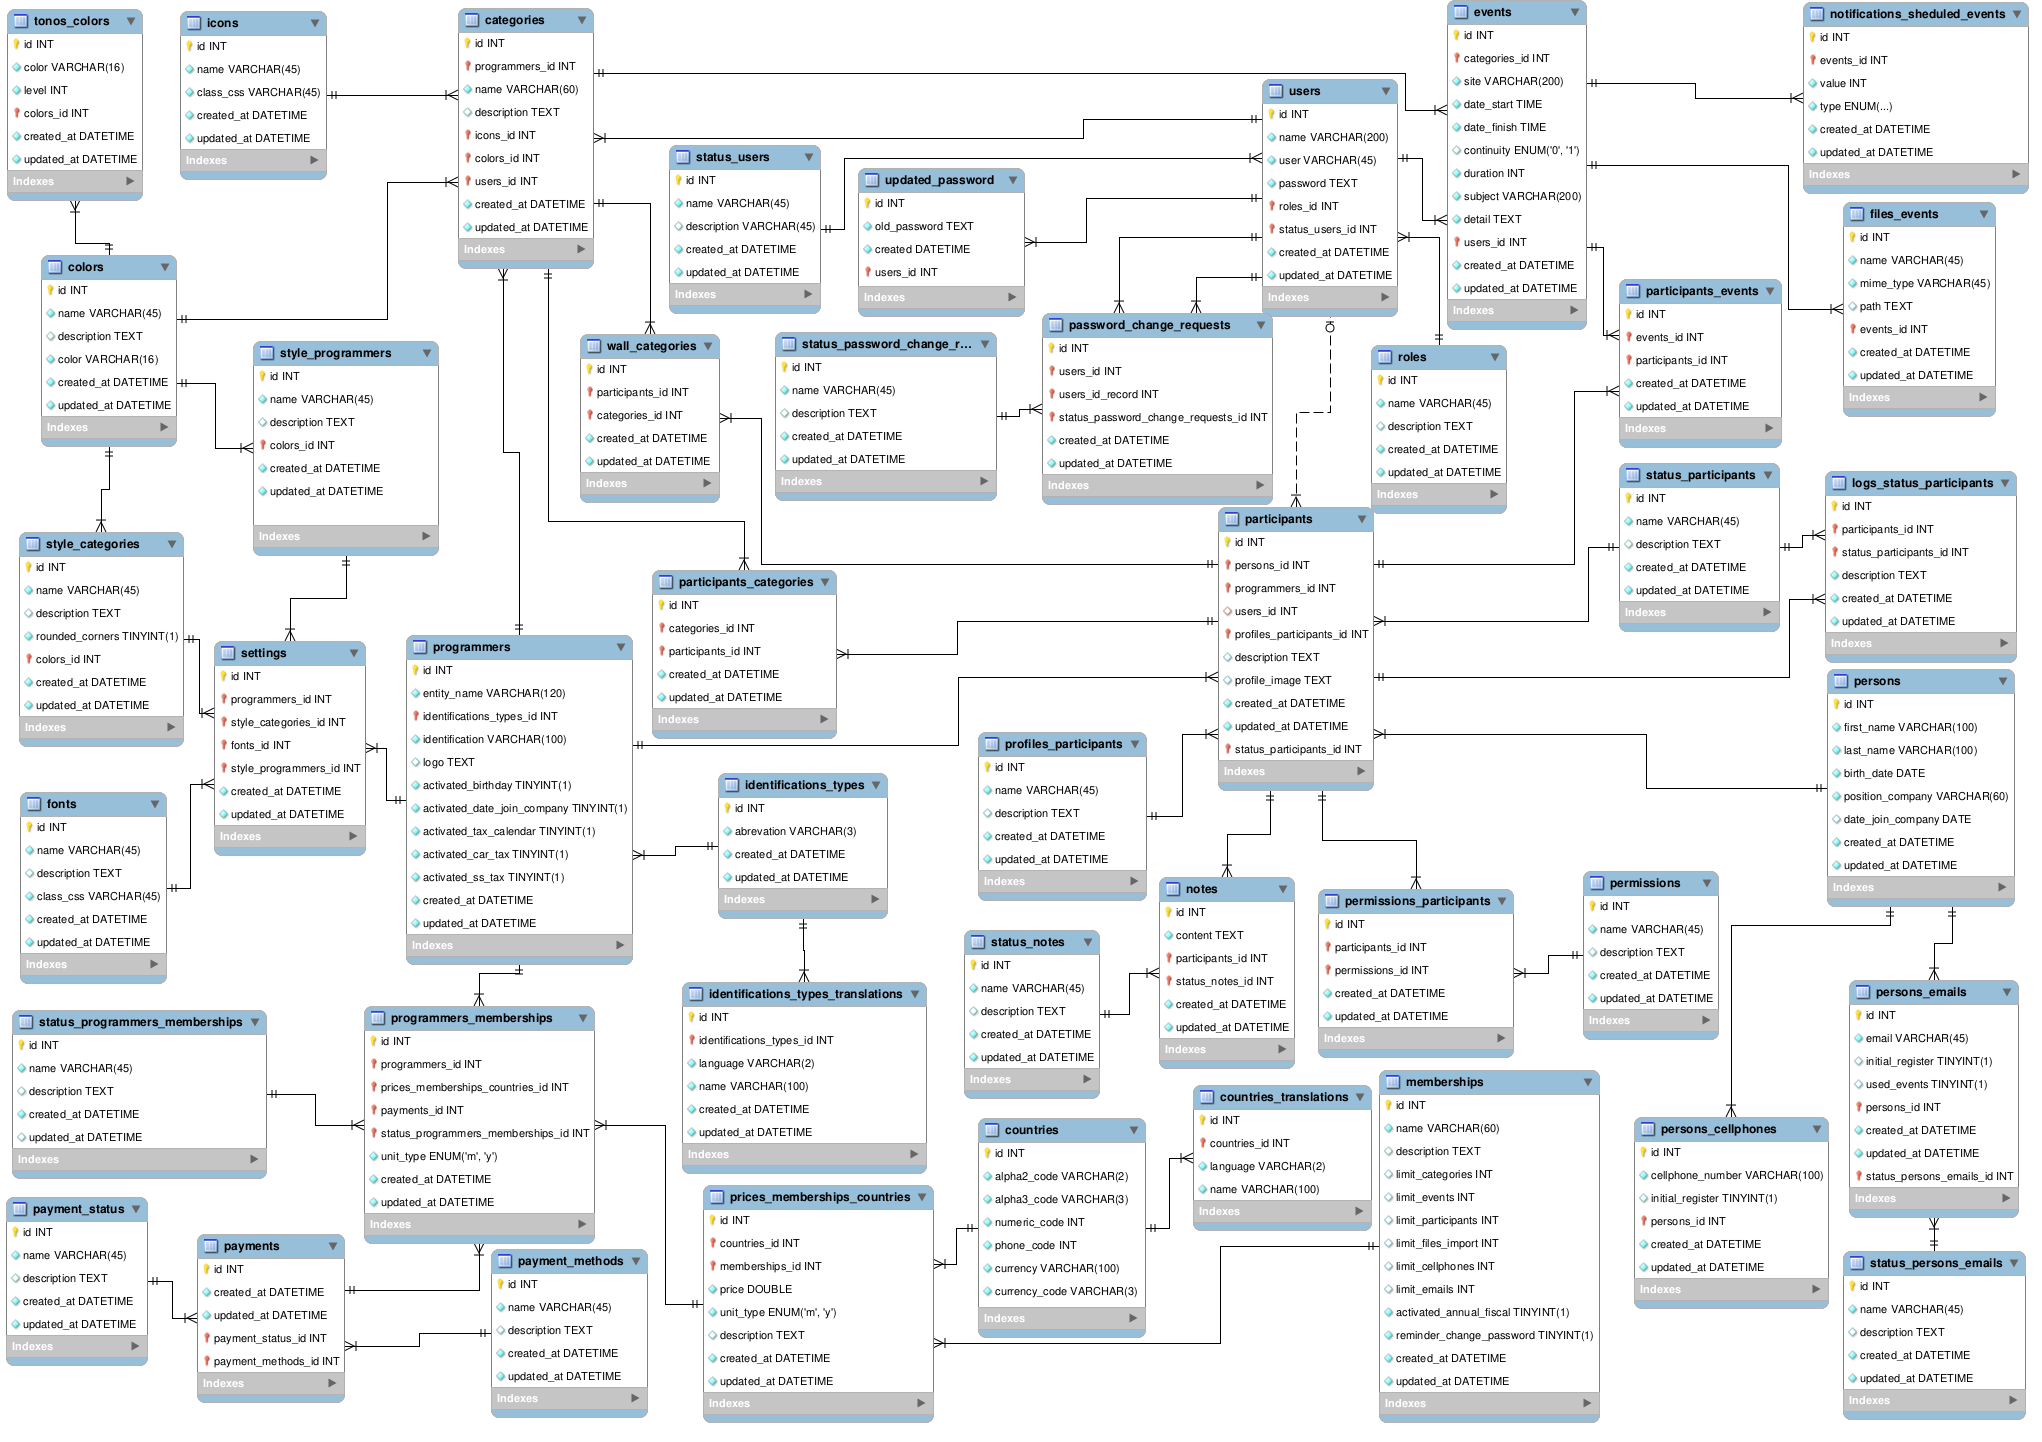 tonos_colors
id INT
color VARCHAR(16)
level INT
colors_id INT
created_at DATETIME
updated_at DATETIME
Indexes
icons
id INT
name VARCHAR(45)
class_css VARCHAR(45)
created_at DATETIME
updated_at DATETIME
Indexes
categories
id INT
programmers_id INT
name VARCHAR(60)
description TEXT
icons_id INT
colors_id INT
users_id INT
created_at DATETIME
updated_at DATETIME
Indexes
status_users
id INT
name VARCHAR(45)
description VARCHAR(45)
created_at DATETIME
updated_at DATETIME
Indexes
updated_password
id INT
old_password TEXT
created DATETIME
users_id INT
Indexes
users
id INT
name VARCHAR(200)
user VARCHAR(45)
password TEXT
roles_id INT
status_users_id INT
created_at DATETIME
updated_at DATETIME
Indexes
events
id INT
categories_id INT
site VARCHAR(200)
date_start TIME
date_finish TIME
continuity ENUM('0', '1')
duration INT
subject VARCHAR(200)
detail TEXT
users_id INT
created_at DATETIME
updated_at DATETIME
Indexes
notifications_sheduled_events
id INT
events_id INT
value INT
type ENUM(...)
created_at DATETIME
updated_at DATETIME
Indexes
files_events
id INT
name VARCHAR(45)
mime_type VARCHAR(45)
path TEXT
events_id INT
created_at DATETIME
updated_at DATETIME
Indexes
colors
id INT
name VARCHAR(45)
description TEXT
color VARCHAR(16)
created_at DATETIME
updated_at DATETIME
Indexes
style_programmers
id INT
name VARCHAR(45)
description TEXT
colors_id INT
created_at DATETIME
updated_at DATETIME
Indexes
wall_categories
id INT
participants_id INT
categories_id INT
created_at DATETIME
updated_at DATETIME
Indexes
status_password_change_r...
id INT
name VARCHAR(45)
description TEXT
created_at DATETIME
updated_at DATETIME
Indexes
password_change_requests
id INT
users_id INT
users_id_record INT
status_password_change_requests_id INT
created_at DATETIME
updated_at DATETIME
Indexes
roles
id INT
name VARCHAR(45)
description TEXT
created_at DATETIME
updated_at DATETIME
Indexes
participants_events
id INT
events_id INT
participants_id INT
created_at DATETIME
updated_at DATETIME
Indexes
status_participants
id INT
name VARCHAR(45)
description TEXT
created_at DATETIME
updated_at DATETIME
Indexes
logs_status_participants
id INT
participants_id INT
status_participants_id INT
description TEXT
created_at DATETIME
updated_at DATETIME
Indexes
style_categories
id INT
name VARCHAR(45)
description TEXT
rounded_corners TINYINT(1)
colors_id INT
created_at DATETIME
updated_at DATETIME
Indexes
settings
id INT
programmers_id INT
style_categories_id INT
fonts_id INT
style_programmers_id INT
created_at DATETIME
updated_at DATETIME
Indexes
programmers
id INT
entity_name VARCHAR(120)
identifications_types_id INT
identification VARCHAR(100)
logo TEXT
activated_birthday TINYINT(1)
activated_date_join_company TINYINT(1)
activated_tax_calendar TINYINT(1)
activated_car_tax TINYINT(1)
activated_ss_tax TINYINT(1)
created_at DATETIME
updated_at DATETIME
Indexes
participants_categories
id INT
categories_id INT
participants_id INT
created_at DATETIME
updated_at DATETIME
Indexes
participants
id INT
persons_id INT
programmers_id INT
users_id INT
profiles_participants_id INT
description TEXT
profile_image TEXT
created_at DATETIME
updated_at DATETIME
status_participants_id INT
Indexes
persons
id INT
first_name VARCHAR(100)
last_name VARCHAR(100)
birth_date DATE
position_company VARCHAR(60)
date_join_company DATE
created_at DATETIME
updated_at DATETIME
Indexes
fonts
id INT
name VARCHAR(45)
description TEXT
class_css VARCHAR(45)
created_at DATETIME
updated_at DATETIME
Indexes
identifications_types
id INT
abrevation VARCHAR(3)
created_at DATETIME
updated_at DATETIME
Indexes
profiles_participants
id INT
name VARCHAR(45)
description TEXT
created_at DATETIME
updated_at DATETIME
Indexes
notes
id INT
content TEXT
participants_id INT
status_notes_id INT
created_at DATETIME
updated_at DATETIME
Indexes
permissions_participants
id INT
participants_id INT
permissions_id INT
created_at DATETIME
updated_at DATETIME
Indexes
permissions
id INT
name VARCHAR(45)
description TEXT
created_at DATETIME
updated_at DATETIME
Indexes
status_notes
id INT
name VARCHAR(45)
description TEXT
created_at DATETIME
updated_at DATETIME
Indexes
persons_emails
id INT
email VARCHAR(45)
initial_register TINYINT(1)
used_events TINYINT(1)
persons_id INT
created_at DATETIME
updated_at DATETIME
status_persons_emails_id INT
Indexes
status_programmers_memberships
id INT
name VARCHAR(45)
description TEXT
created_at DATETIME
updated_at DATETIME
Indexes
programmers_memberships
id INT
programmers_id INT
prices_memberships_countries_id INT
payments_id INT
status_programmers_memberships_id INT
unit_type ENUM('m', 'y')
created_at DATETIME
updated_at DATETIME
Indexes
identifications_types_translations
id INT
identifications_types_id INT
language VARCHAR(2)
name VARCHAR(100)
created_at DATETIME
updated_at DATETIME
Indexes
countries
id INT
alpha2_code VARCHAR(2)
alpha3_code VARCHAR(3)
numeric_code INT
phone_code INT
currency VARCHAR(100)
currency_code VARCHAR(3)
Indexes
countries_translations
id INT
countries_id INT
language VARCHAR(2)
name VARCHAR(100)
Indexes
memberships
id INT
name VARCHAR(60)
description TEXT
limit_categories INT
limit_events INT
limit_participants INT
limit_files_import INT
limit_cellphones INT
limit_emails INT
activated_annual_fiscal TINYINT(1)
reminder_change_password TINYINT(1)
created_at DATETIME
updated_at DATETIME
Indexes
persons_cellphones
id INT
cellphone_number VARCHAR(100)
initial_register TINYINT(1)
persons_id INT
created_at DATETIME
updated_at DATETIME
Indexes
payment_status
id INT
name VARCHAR(45)
description TEXT
created_at DATETIME
updated_at DATETIME
Indexes
payments
id INT
created_at DATETIME
updated_at DATETIME
payment_status_id INT
payment_methods_id INT
Indexes
payment_methods
id INT
name VARCHAR(45)
description TEXT
created_at DATETIME
updated_at DATETIME
Indexes
prices_memberships_countries
id INT
countries_id INT
memberships_id INT
price DOUBLE
unit_type ENUM('m', 'y')
description TEXT
created_at DATETIME
updated_at DATETIME
Indexes
status_persons_emails
id INT
name VARCHAR(45)
description TEXT
created_at DATETIME
updated_at DATETIME
Indexes